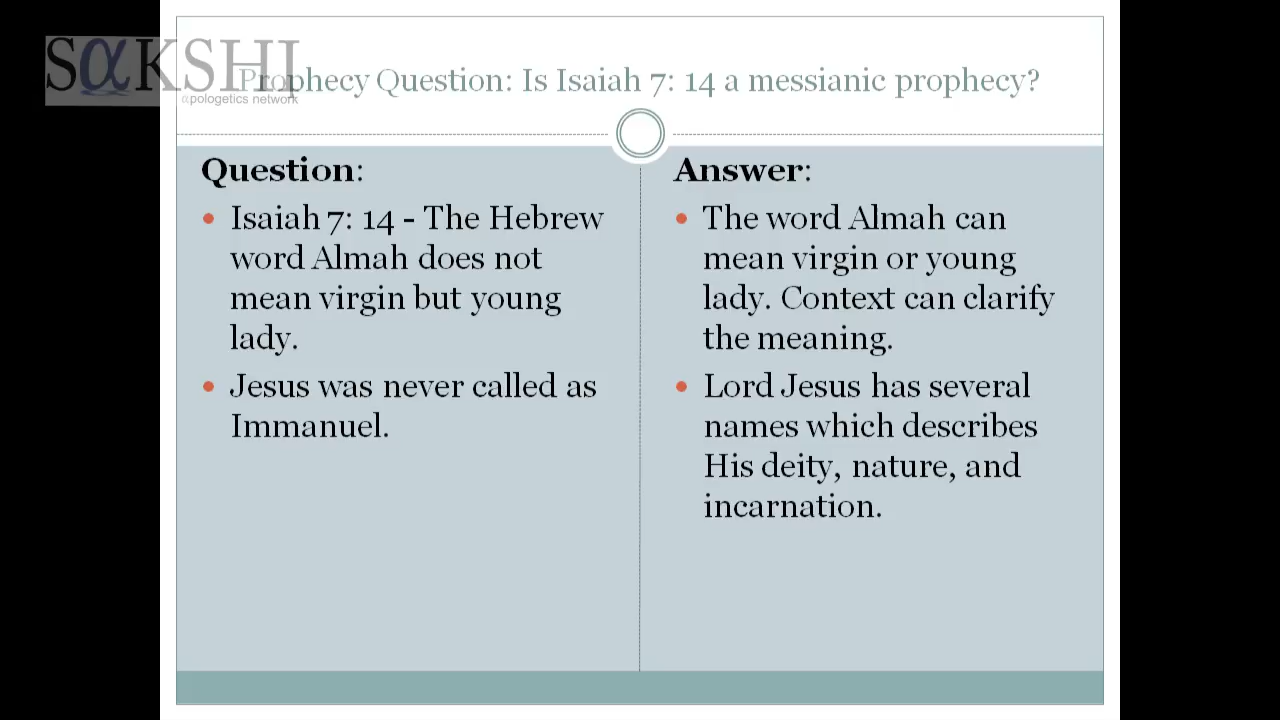 SαKSHI
αpologetics network
Prophecy Question: Is Isaiah 7: 14 a messianic prophecy?
Question:
• Isaiah 7: 14 - The Hebrew
word Almah does not
mean virgin but young
lady.
• Jesus was never called as
Immanuel.
Answer:
• The word Almah can
mean virgin or young
lady. Context can clarify
the meaning.
• Lord Jesus has several
names which describes
His deity, nature, and
incarnation.